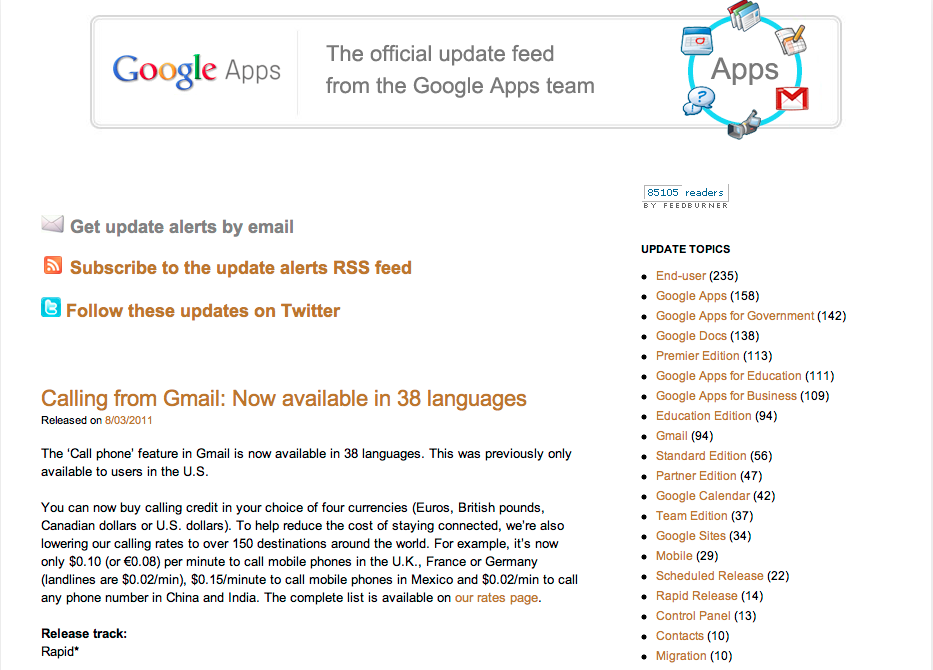 Google Apps
The official update feed
from the Google Apps team
Apps
85105 readers
BY FEEDBURNER
Get update alerts by email
Subscribe to the update alerts RSS feed
Follow these updates on Twitter
Calling from Gmail: Now available in 38 languages
Released on 8/03/2011
The 'Call phone' feature in Gmail is now available in 38 languages. This was previously only
available to users in the U.S.
You can now buy calling credit in your choice of four currencies (Euros, British pounds,
Canadian dollars or U.S. dollars). To help reduce the cost of staying connected, we're also
lowering our calling rates to over 150 destinations around the world. For example, it's now
only $0.10 (or €0.08) per minute to call mobile phones in the U.K., France or Germany
(landlines are $0.02/min), $0.15/minute to call mobile phones in Mexico and $0.02/min to call
any phone number in China and India. The complete list is available on our rates page.
Release track:
Rapid*
UPDATE TOPICS
End-user (235)
Google Apps (158)
Google Apps for Government (142)
Google Docs (138)
Premier Edition (113)
Google Apps for Education (111)
Google Apps for Business (109)
Education Edition (94)
Gmail (94)
Standard Edition (56)
Partner Edition (47)
Google Calendar (42)
Team Edition (37)
Google Sites (34)
Mobile (29)
Scheduled Release (22)
Rapid Release (14)
Control Panel (13)
Contacts (10)
Migration (10)